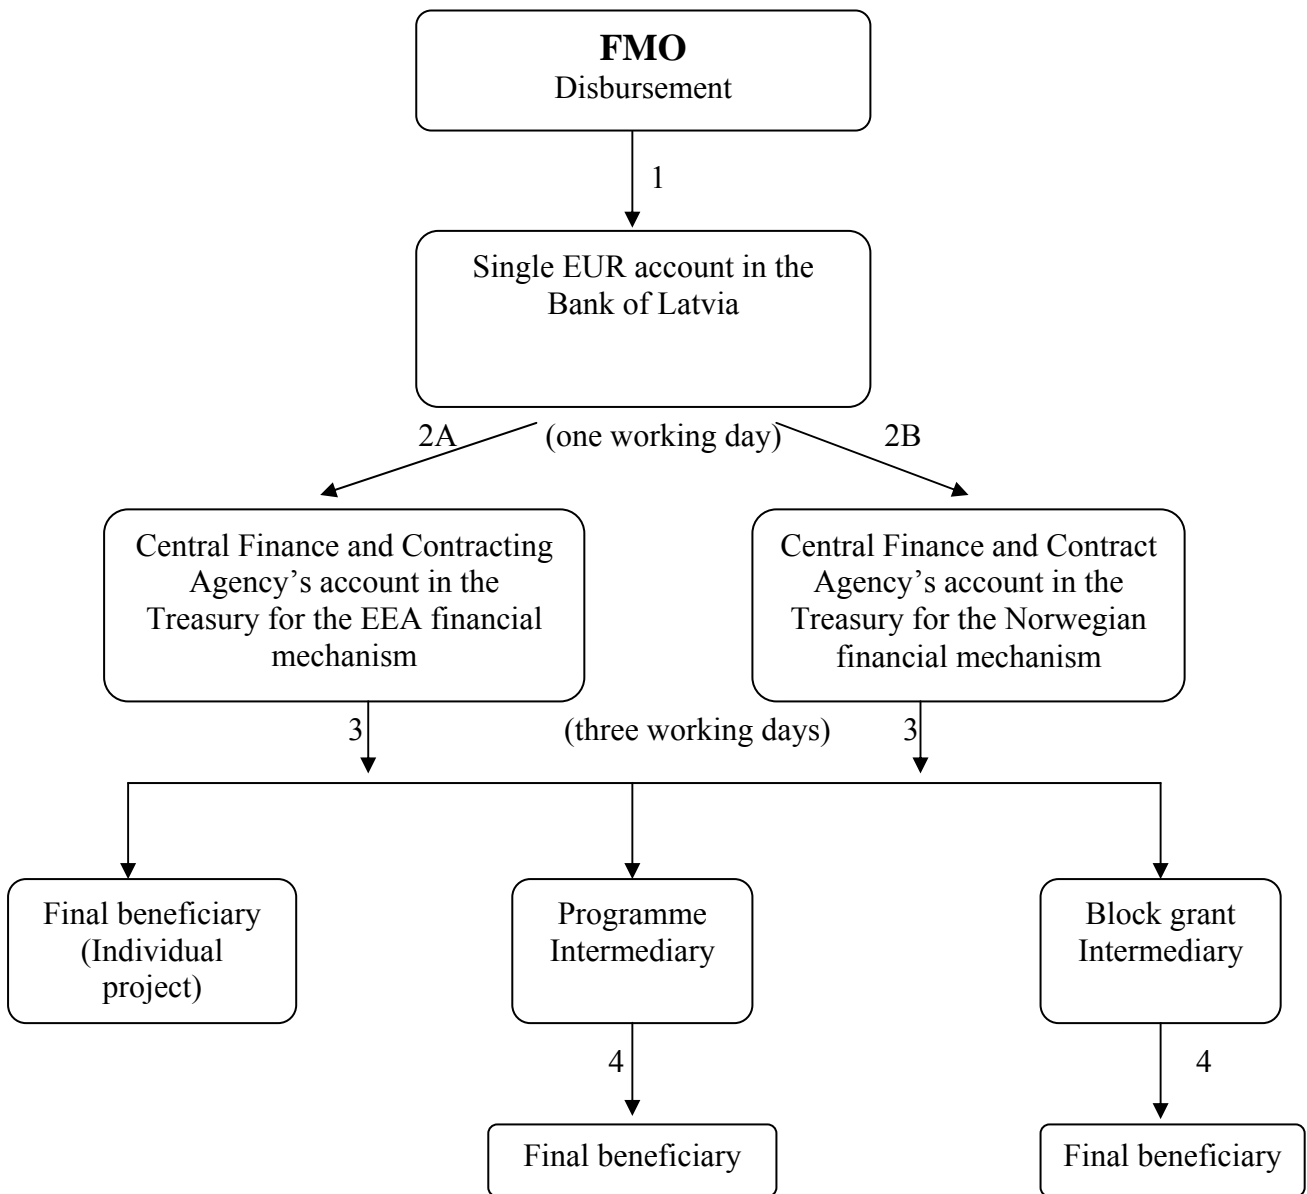 FMO
Disbursement
1
Single EUR account in the
Bank of Latvia
2A
(one working day)
2B
Central Finance and Contracting
Agency’s account in the
Treasury for the EEA financial
mechanism
Central Finance and Contract
Agency’s account in the
Treasury for the Norwegian
financial mechanism
3
(three working days)
3
Final beneficiary
(Individual
project)
Programme
Intermediary
Block grant
Intermediary
4
4
Final beneficiary
Final beneficiary